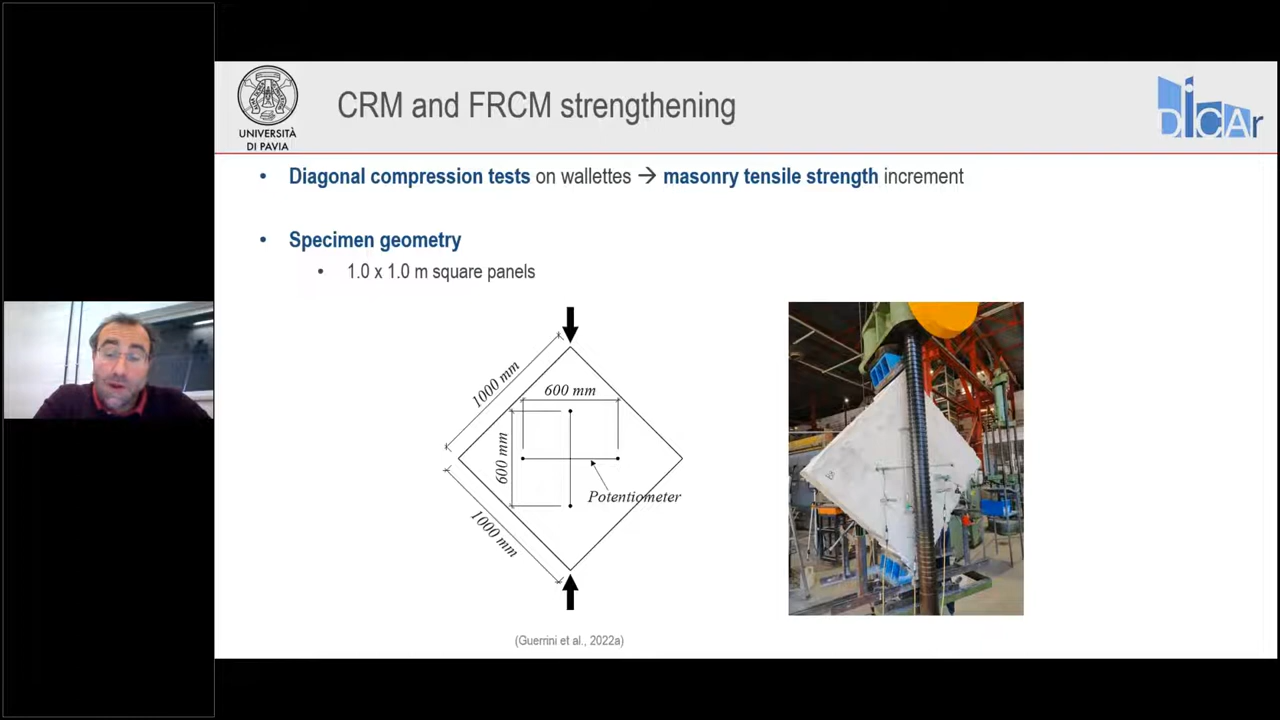 UNIVERSITÀ
DI PAVIA
CRM and FRCM strengthening
DiCAr
• Diagonal compression tests on wallettes → masonry tensile strength increment
• Specimen geometry
• 1.0 x 1.0 m square panels
1000 mm
600 mm
600 mm
Potentiometer
1000 mm
(Guerrini et al., 2022a)